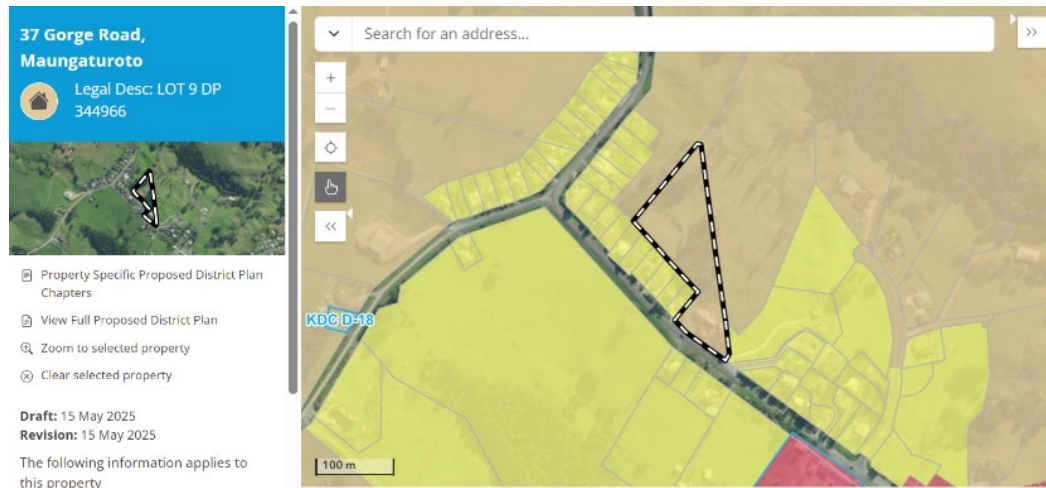 37 Gorge Road,
Maungaturoto
Legal Desc: LOT 9 DP
344966
Property Specific Proposed District Plan
Chapters
View Full Proposed District Plan
Zoom to selected property
Clear selected property
Draft: 15 May 2025
Revision: 15 May 2025
The following information applies to
this property
Search for an address...
KDC D-18
100 m